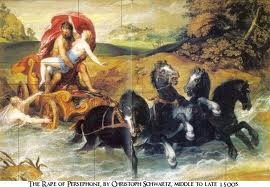 The Rape of Persephone, by Christoph Schwartz, middle to late 1500s